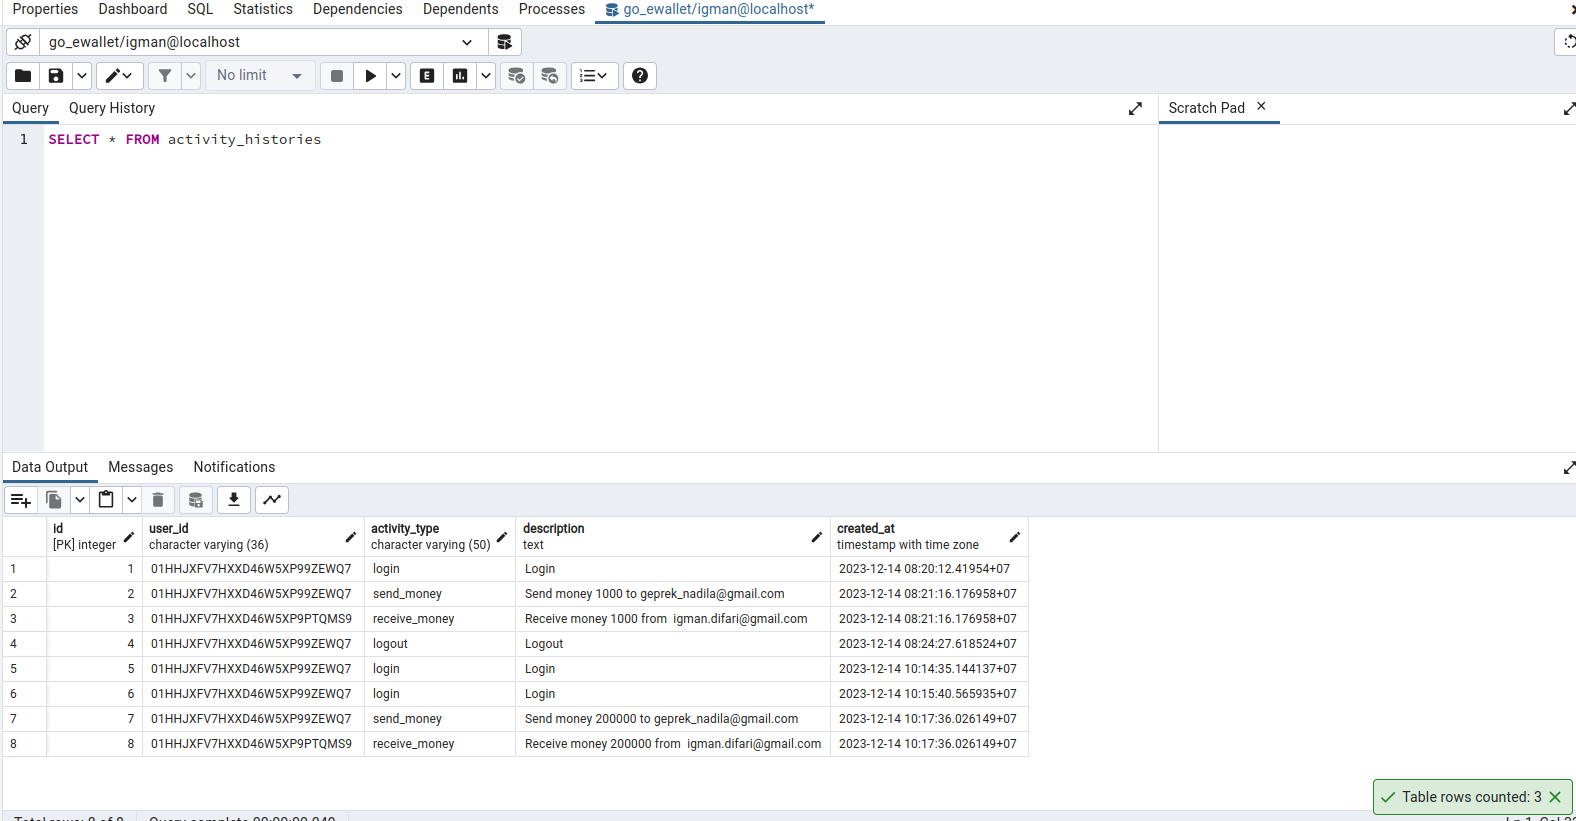 Properties Dashboard SQL Statistics Dependencies Dependents Processes go_ewallet/igman@localhost*
go_ewallet/igman@localhost
No limit E
Query Query History Scratch Pad
1 SELECT * FROM activity_histories
Data Output Messages Notifications
id user_id activity_type description created_at
[PK] integer character varying (36) character varying (50) text timestamp with time zone
1 1 01HHJXFV7HXXD46W5XP99ZEWQ7 login Login 2023-12-14 08:20:12.41954+07
2 2 01HHJXFV7HXXD46W5XP99ZEWQ7 send_money Send money 1000 to geprek_nadila@gmail.com 2023-12-14 08:21:16.176958+07
3 3 01HHJXFV7HXXD46W5XP9PTQMS9 receive_money Receive money 1000 from  igman.difari@gmail.com 2023-12-14 08:21:16.176958+07
4 4 01HHJXFV7HXXD46W5XP99ZEWQ7 logout Logout 2023-12-14 08:24:27.618524+07
5 5 01HHJXFV7HXXD46W5XP99ZEWQ7 login Login 2023-12-14 10:14:35.144137+07
6 6 01HHJXFV7HXXD46W5XP99ZEWQ7 login Login 2023-12-14 10:15:40.565935+07
7 7 01HHJXFV7HXXD46W5XP99ZEWQ7 send_money Send money 200000 to geprek_nadila@gmail.com 2023-12-14 10:17:36.026149+07
8 8 01HHJXFV7HXXD46W5XP9PTQMS9 receive_money Receive money 200000 from  igman.difari@gmail.com 2023-12-14 10:17:36.026149+07
Table rows counted: 3
Total rows: 8 of 8 Query complete